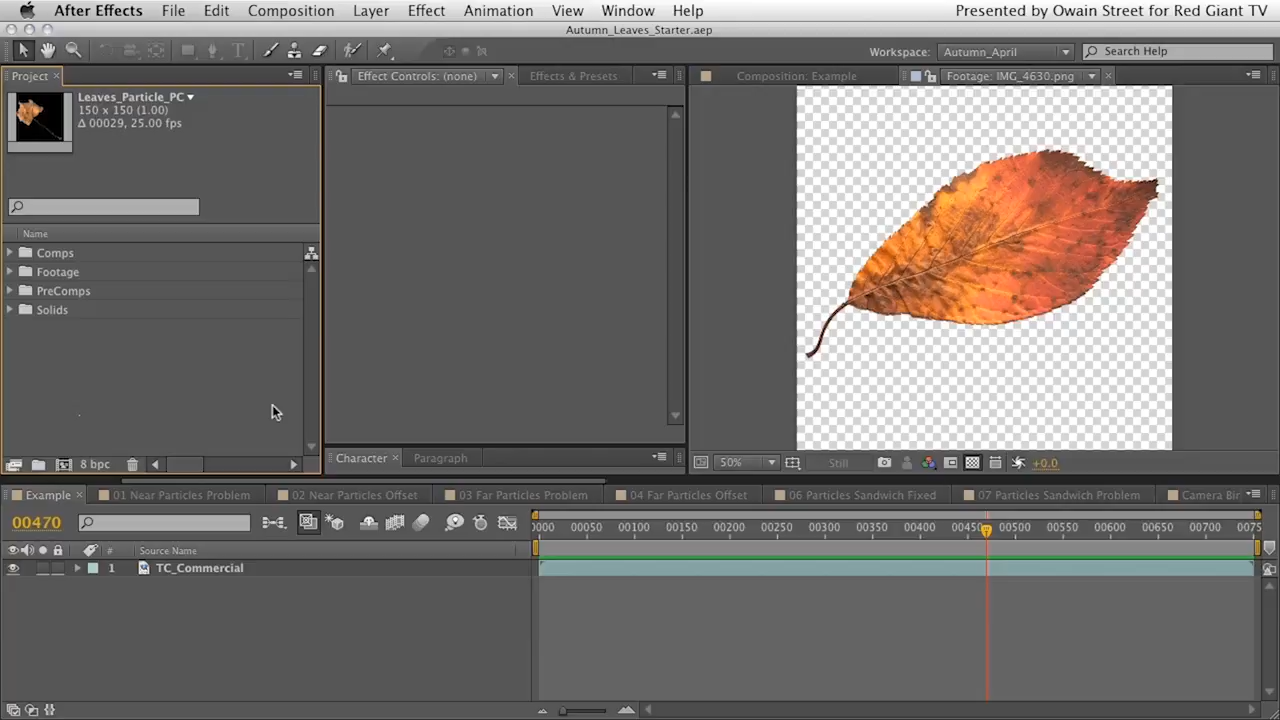 After Effects File Edit Composition Layer Effect Animation View Window Help Presented by Owain Street for Red Giant TV
Autumn_Leaves_Starter.aep
Workspace: Autumn_April Search Help
Project Effect Controls: (none) Effects & Presets Composition: Example Footage: IMG_4630.png
Leaves_Particle_PC
150 x 150 (1.00)
Δ 00029, 25.00 fps
Name
Comps
Footage
PreComps
Solids
Character Paragraph
8 bpc 50% Still +0.0
Example 01 Near Particles Problem 02 Near Particles Offset 03 Far Particles Problem 04 Far Particles Offset 06 Particles Sandwich Fixed 07 Particles Sandwich Problem Camera Bir
00470 0000 00050 00100 00150 00200 00250 00300 00350 00400 00450 00500 00550 00600 00650 00700 0075
# Source Name
1 TC_Commercial